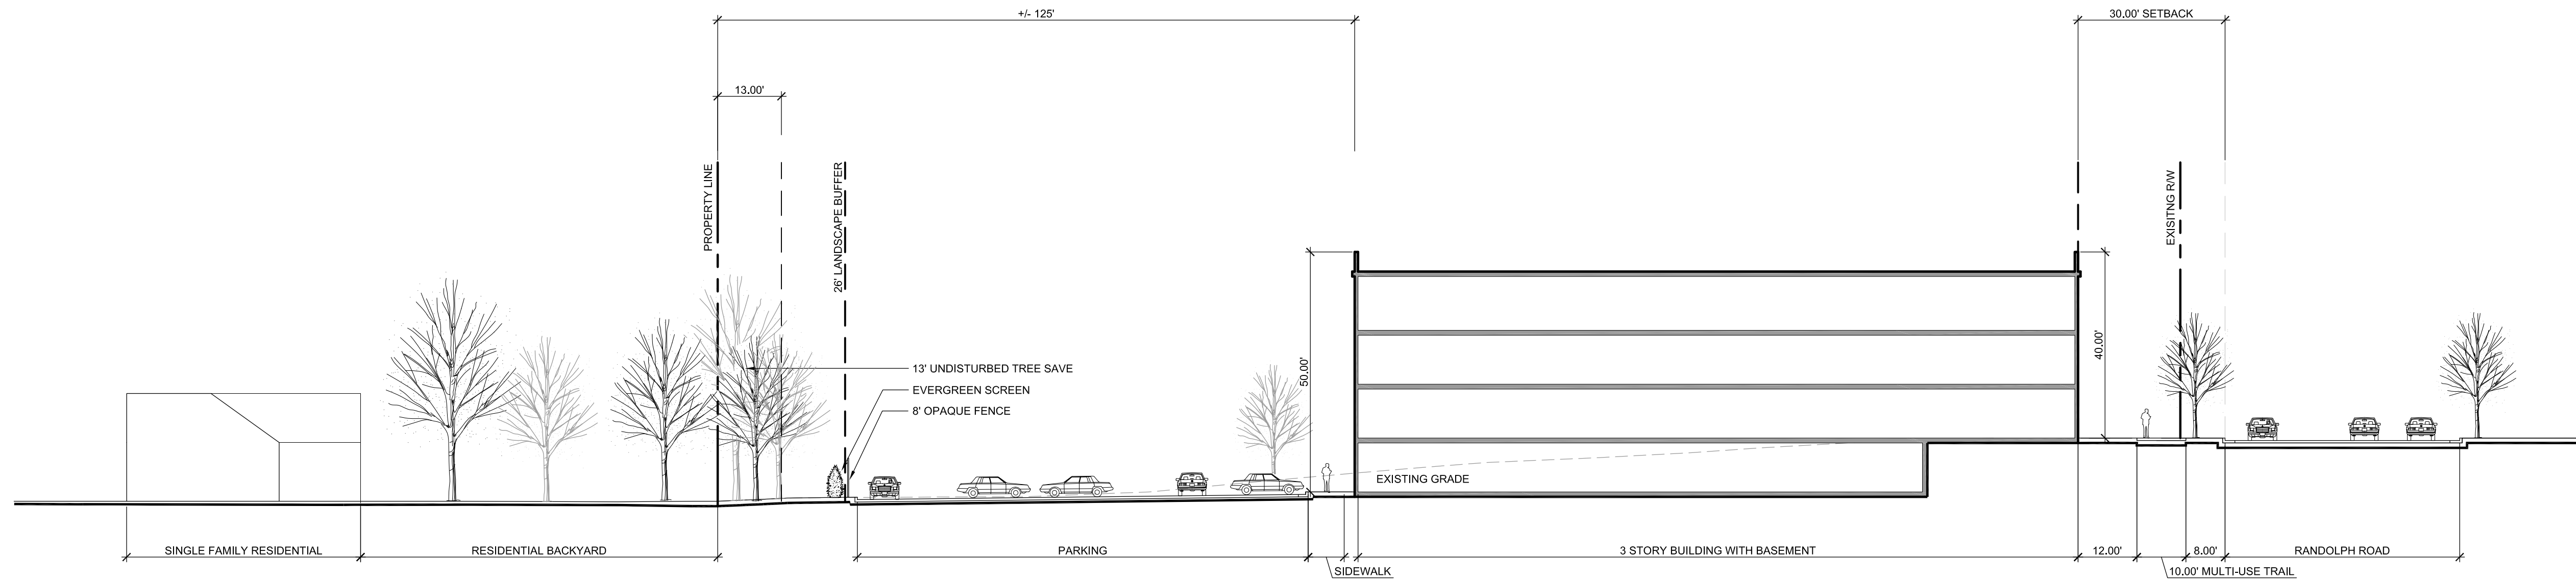 +/- 125'
30.00' SETBACK
13.00'
PROPERTY LINE
26' LANDSCAPE BUFFER
EXISITNG R/W
13' UNDISTURBED TREE SAVE
EVERGREEN SCREEN
8' OPAQUE FENCE
50.00'
40.00'
EXISTING GRADE
SINGLE FAMILY RESIDENTIAL
RESIDENTIAL BACKYARD
PARKING
SIDEWALK
3 STORY BUILDING WITH BASEMENT
12.00'
10.00' MULTI-USE TRAIL
8.00'
RANDOLPH ROAD